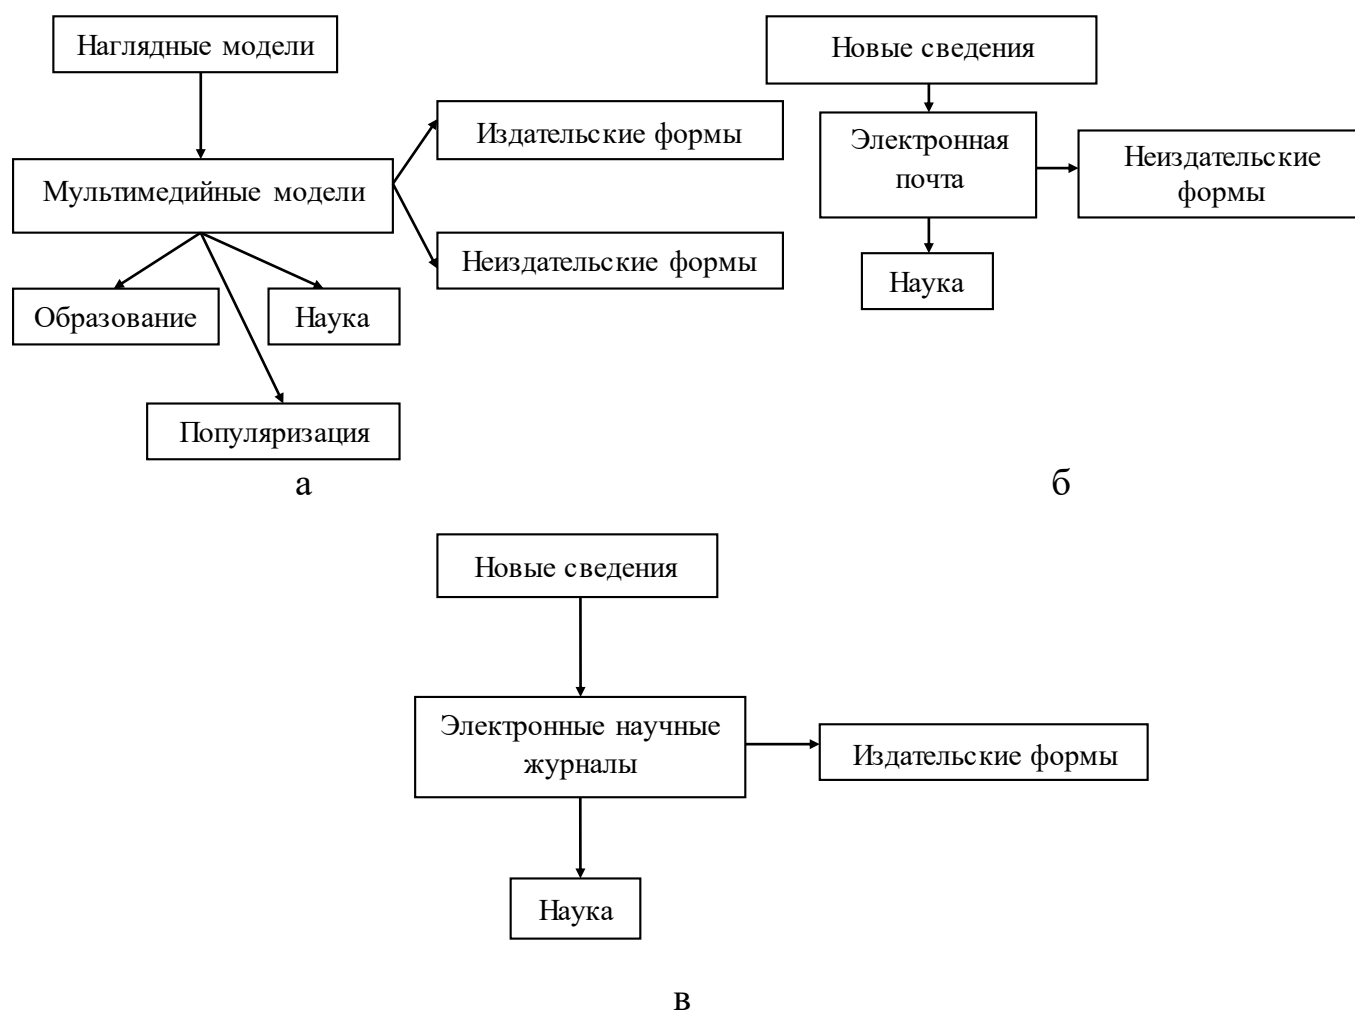 Наглядные модели
Мультимедийные модели
Издательские формы
Неиздательские формы
Образование
Наука
Популяризация
а
Новые сведения
Электронная
почта
Неиздательские
формы
Наука
б
Новые сведения
Электронные научные
журналы
Издательские формы
Наука
в